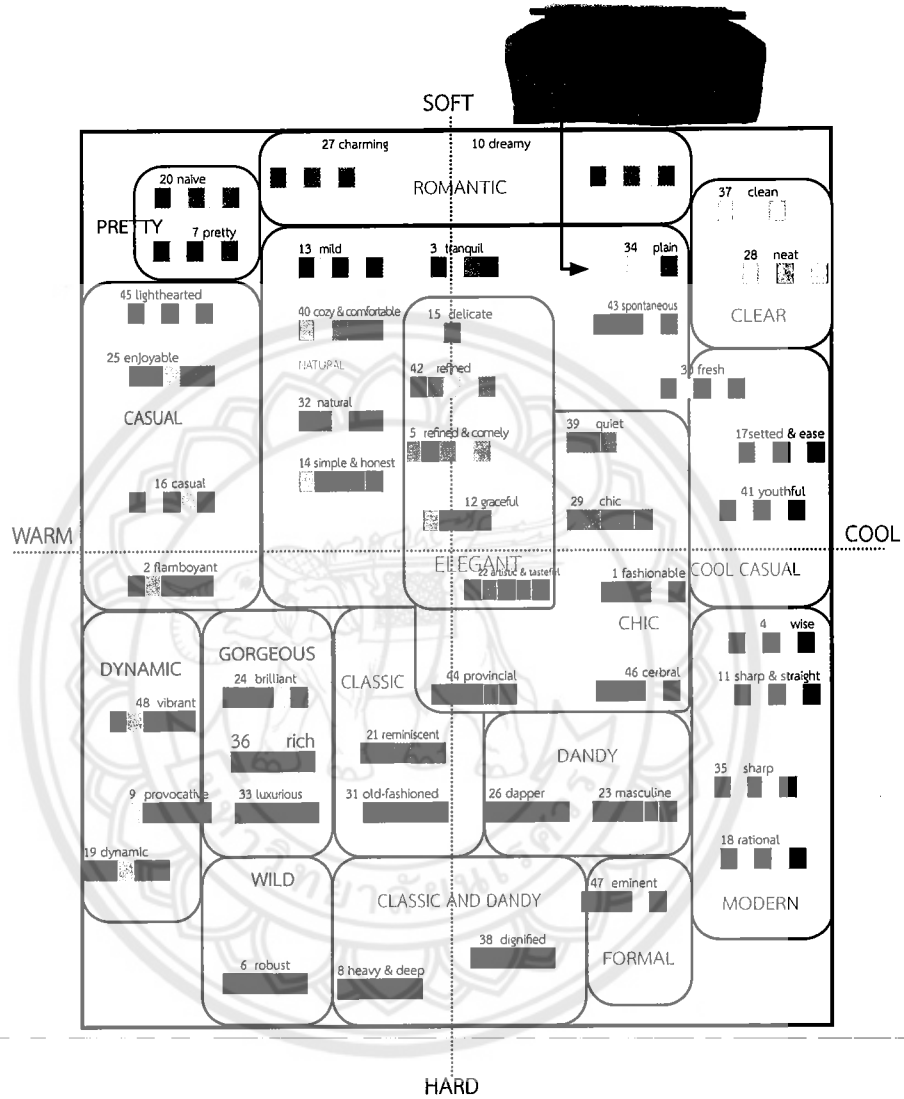 SOFT
27 charming 10 dreamy
ROMANTIC
20 naive
PRETTY
7 pretty
37 clean
28 neat
CLEAR
13 mild 3 tranquil 34 plain
45 lighthearted
40 cozy & comfortable
15 delicate
43 spontaneous
25 enjoyable
NATURAL
42 refined
fresh
CASUAL
32 natural
5 refined & comely
39 quiet
17setted & ease
14 simple & honest
16 casual
12 graceful
29 chic
41 youthful
WARM
COOL
2 flamboyant
ELEGANT
22 artistic & tasteful
1 fashionable
COOL CASUAL
CHIC
4 wise
DYNAMIC
GORGEOUS
24 brilliant
CLASSIC
44 provincial
46 cerbral
11 sharp & straight
48 vibrant
36 rich
21 reminiscent
DANDY
35 sharp
9 provocative
33 luxurious
31 old-fashioned
26 dapper
23 masculine
19 dynamic
18 rational
WILD
CLASSIC AND DANDY
47 eminent
MODERN
38 dignified
6 robust
8 heavy & deep
FORMAL
HARD